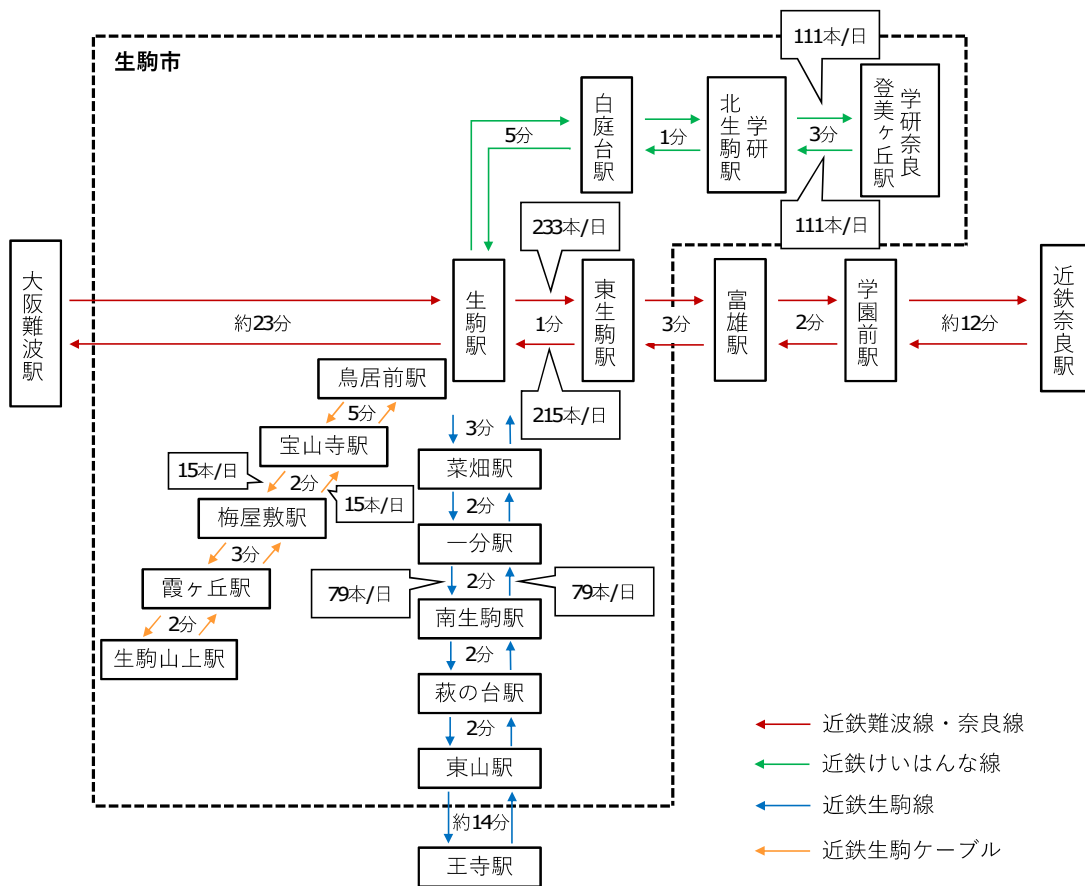 生駒市
111本/日
白庭台駅
学研
北生駒駅
学研奈良
登美ヶ丘駅
5分
1分
3分
111本/日
233本/日
大阪難波駅
約23分
生駒駅
1分
東生駒駅
3分
富雄駅
2分
学園前駅
約12分
近鉄奈良駅
215本/日
鳥居前駅
5分
宝山寺駅
15本/日
2分
15本/日
梅屋敷駅
3分
霞ヶ丘駅
2分
生駒山上駅
3分
菜畑駅
2分
一分駅
79本/日
2分
79本/日
南生駒駅
2分
萩の台駅
2分
東山駅
約14分
王寺駅
近鉄難波線・奈良線
近鉄けいはんな線
近鉄生駒線
近鉄生駒ケーブル